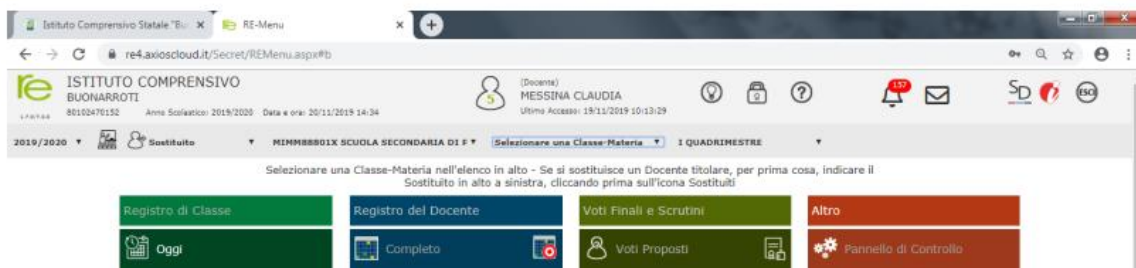 Istituto Comprensivo Statale "Bu
RE-Menu
re4.axioscloud.it/Secret/REMenu.aspx#b
re
ISTITUTO COMPRENSIVO
BUONARROTI
80102470152 Anno Scolastico: 2019/2020 Data e ora: 20/11/2019 14:34
S
(Docente)
MESSINA CLAUDIA
Ultimo Accesso: 19/11/2019 10:13:29
137
SD
ESO
2019/2020 Sostituito MIMM88801X SCUOLA SECONDARIA DI F Selezionare una Classe-Materia I QUADRIMESTRE
Selezionare una Classe-Materia nell'elenco in alto - Se si sostituisce un Docente titolare, per prima cosa, indicare il
Sostituito in alto a sinistra, cliccando prima sull'icona Sostituiti
Registro di Classe Registro del Docente Voti Finali e Scrutini Altro
Oggi Completo Voti Proposti Pannello di Controllo